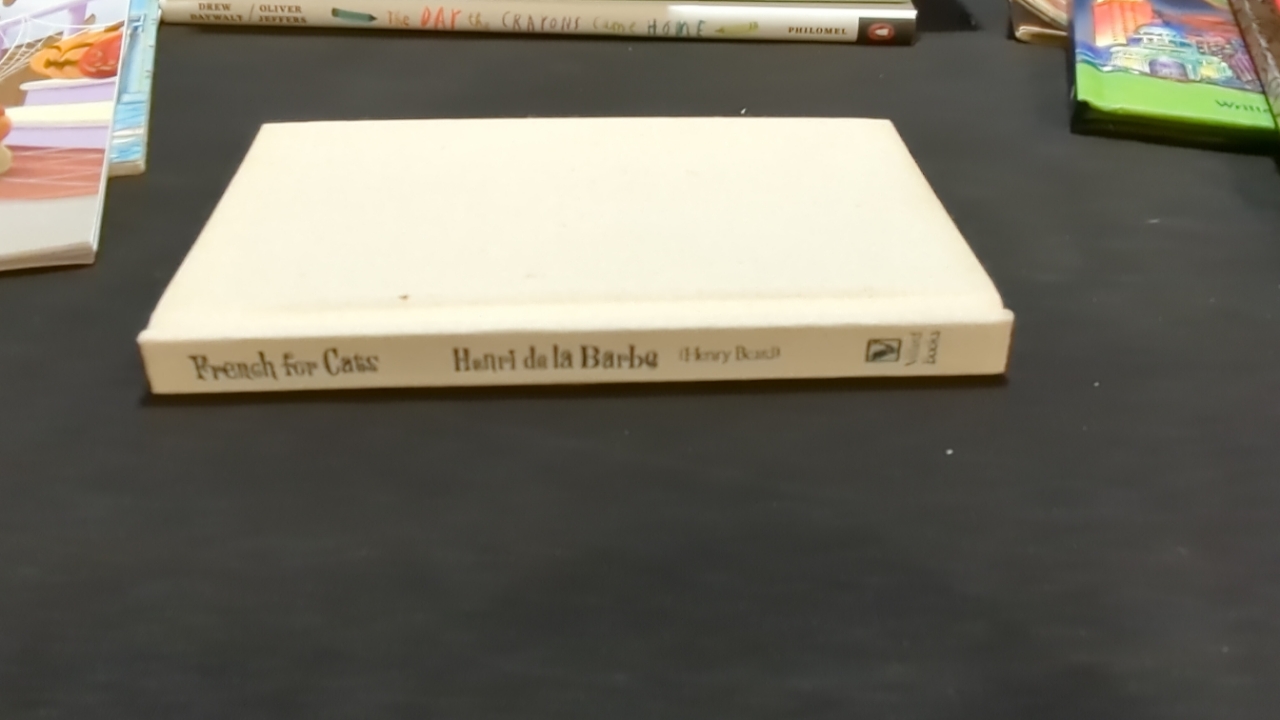 DREW DAYWALT / OLIVER JEFFERS The DAY the CRAYONS came HOME PHILOMEL
French for Cats Henri de la Barbe (Henry Beard) Villard Books